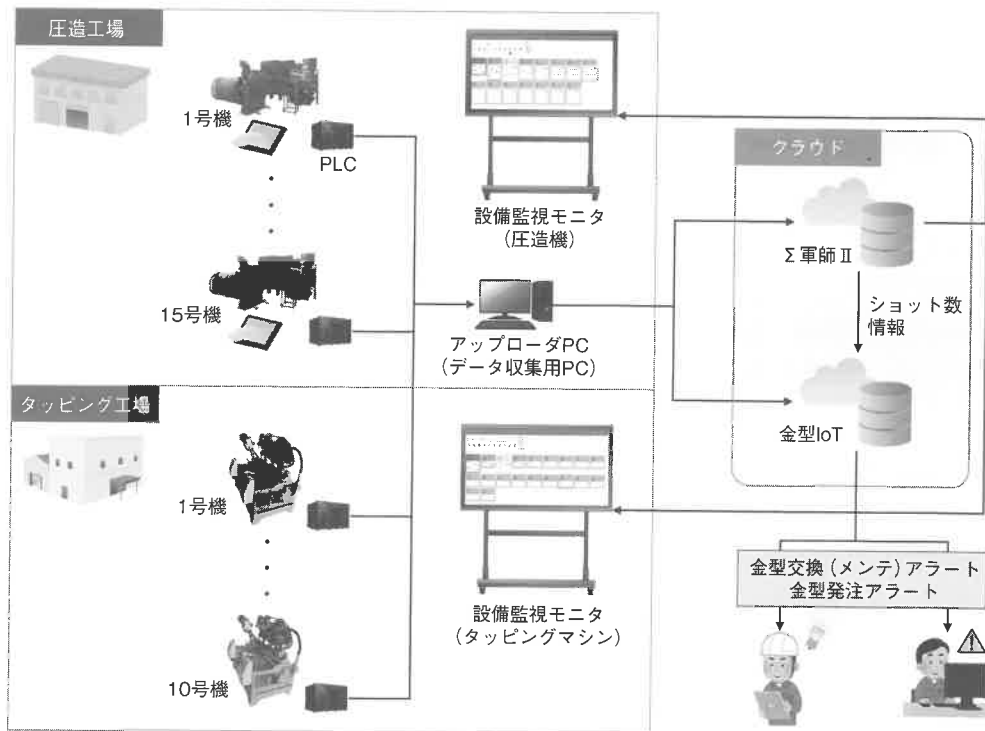 圧造工場
1号機
PLC
15号機
設備監視モニタ
(圧造機)
アップローダPC
(データ収集用PC)
タッピング工場
1号機
10号機
設備監視モニタ
(タッピングマシン)
クラウド
Σ軍師Ⅱ
ショット数
情報
金型IoT
金型交換(メンテ)アラート
金型発注アラート